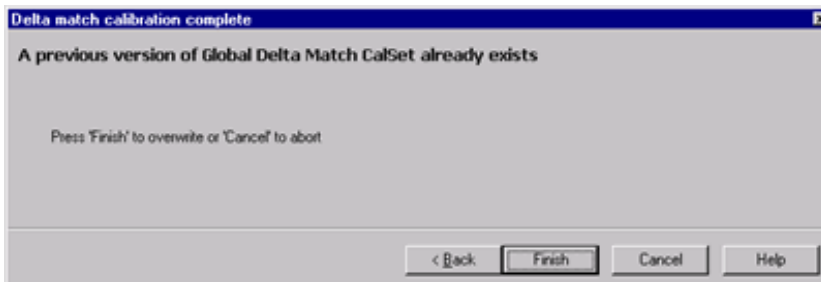 Delta match calibration complete
A previous version of Global Delta Match CalSet already exists
Press 'Finish' to overwrite or 'Cancel' to abort
< Back Finish Cancel Help